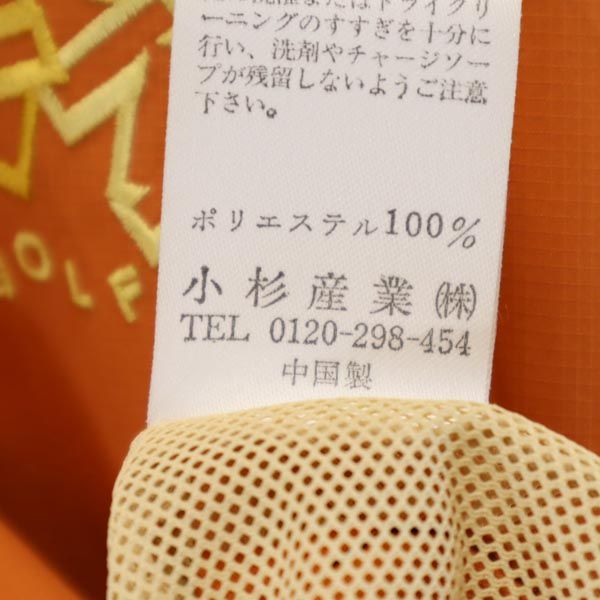 ーニングのすすぎを十分に
行い、洗剤やチャージソー
プが残留しないようご注意
下さい。
ポリエステル100%
小杉産業㈱
TEL 0120-298-454
中国製
OLF